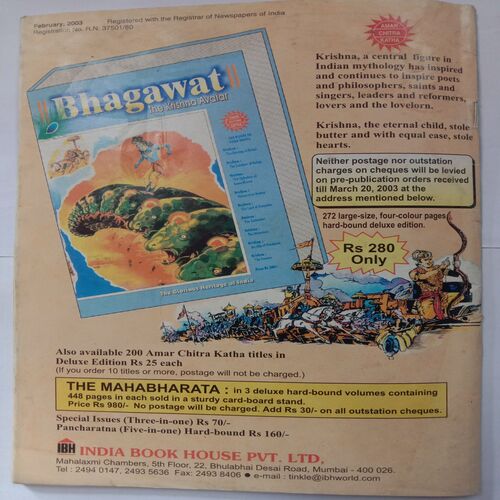 February, 2003
Registered with the Registrar of Newspapers of India
Registration No. R.N. 37501/80
AMAR
CHITRA
KATHA
Krishna, a central figure in
Indian mythology has inspired
and continues to inspire poets
and philosophers, saints and
singers, leaders and reformers,
lovers and the lovelorn.
Krishna, the eternal child, stole
butter and with equal ease, stole
hearts.
Bhagawat
The Krishna Avatar
The Glorious Heritage of India
Neither postage nor outstation
charges on cheques will be levied
on pre-publication orders received
till March 20, 2003 at the
address mentioned below.
272 large-size, four-colour pages,
hard-bound deluxe edition.
Rs 280
Only
Also available 200 Amar Chitra Katha titles in
Deluxe Edition Rs 25 each
(If you order 10 titles or more, postage will not be charged.)
THE MAHABHARATA : in 3 deluxe hard-bound volumes containing
448 pages in each sold in a sturdy card-board stand.
Price Rs 980/- No postage will be charged. Add Rs 30/- on all outstation cheques.
Special Issues (Three-in-one) Rs 70/-
Pancharatna (Five-in-one) Hard-bound Rs 160/-
IBH INDIA BOOK HOUSE PVT. LTD.
Mahalaxmi Chambers, 5th Floor, 22, Bhulabhai Desai Road, Mumbai - 400 026.
Tel : 2494 0147, 2493 5636 Fax: 2493 8406 • e-mail : tinkle@ibhworld.com